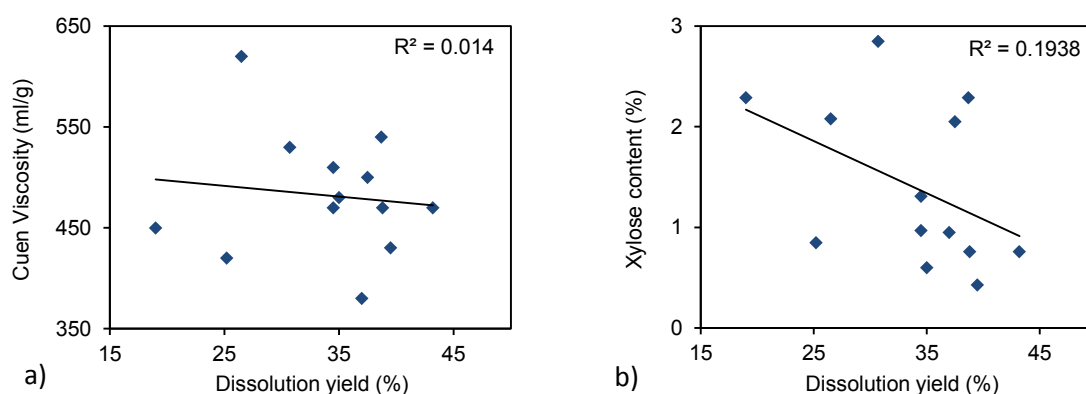 650
550
450
350
Cuen Viscosity (ml/g)
R² = 0.014
15 25 35 45
Dissolution yield (%)
a)
3
2
1
0
Xylose content (%)
R² = 0.1938
15 25 35 45
Dissolution yield (%)
b)